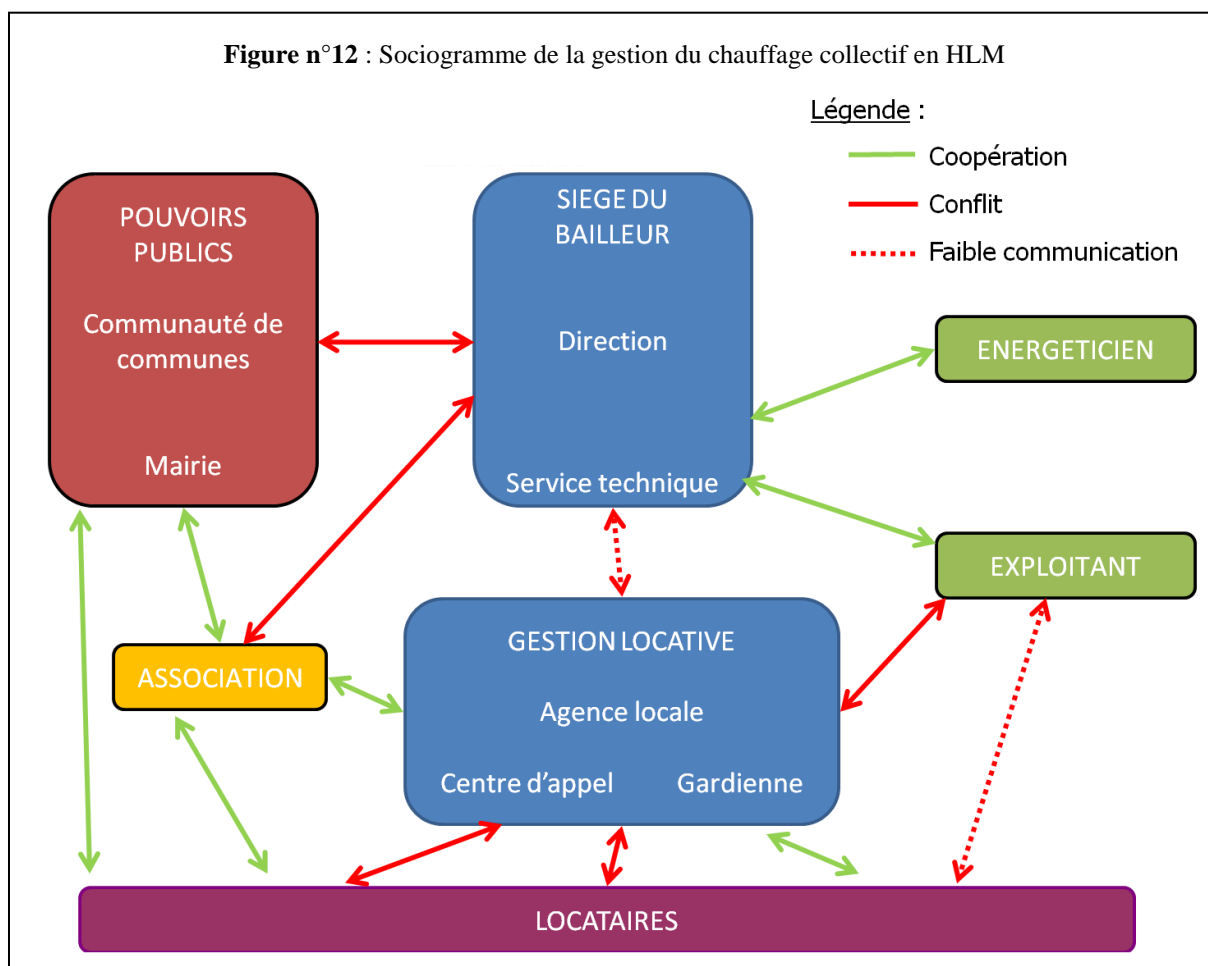 Figure n°12 : Sociogramme de la gestion du chauffage collectif en HLM
Légende :
Coopération
Conflit
Faible communication
POUVOIRS
PUBLICS
Communauté de
communes
Mairie
SIEGE DU
BAILLEUR
Direction
Service technique
ENERGETICIEN
EXPLOITANT
ASSOCIATION
GESTION LOCATIVE
Agence locale
Centre d'appel
Gardienne
LOCATAIRES